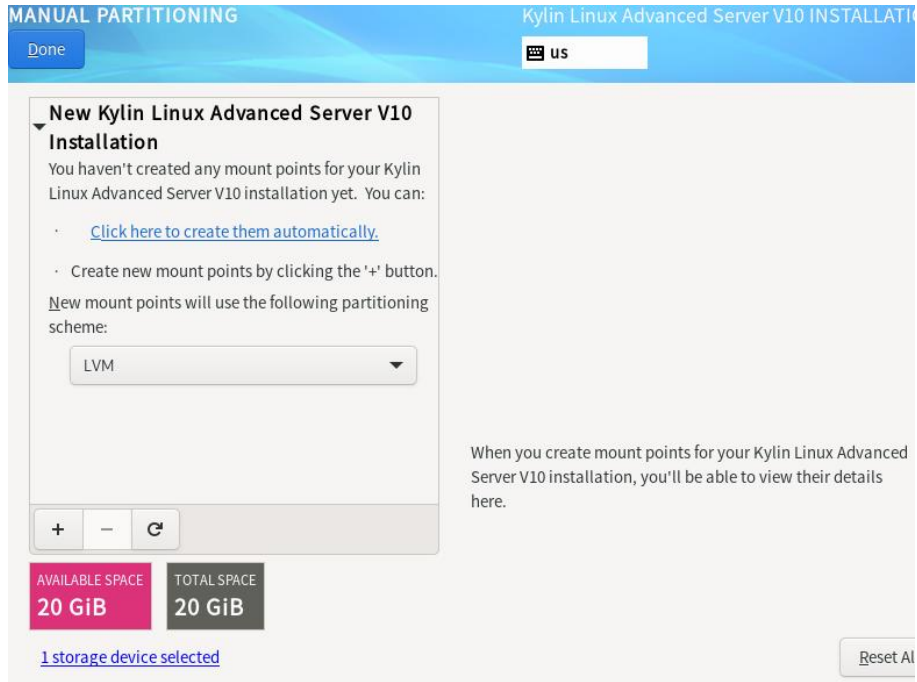 MANUAL PARTITIONING
Kylin Linux Advanced Server V10 INSTALLATI
Done
us
New Kylin Linux Advanced Server V10
Installation
You haven't created any mount points for your Kylin
Linux Advanced Server V10 installation yet. You can:
· Click here to create them automatically.
· Create new mount points by clicking the '+' button.
New mount points will use the following partitioning
scheme:
LVM
When you create mount points for your Kylin Linux Advanced
Server V10 installation, you'll be able to view their details
here.
+ −
AVAILABLE SPACE
20 GiB
TOTAL SPACE
20 GiB
1 storage device selected
Reset Al